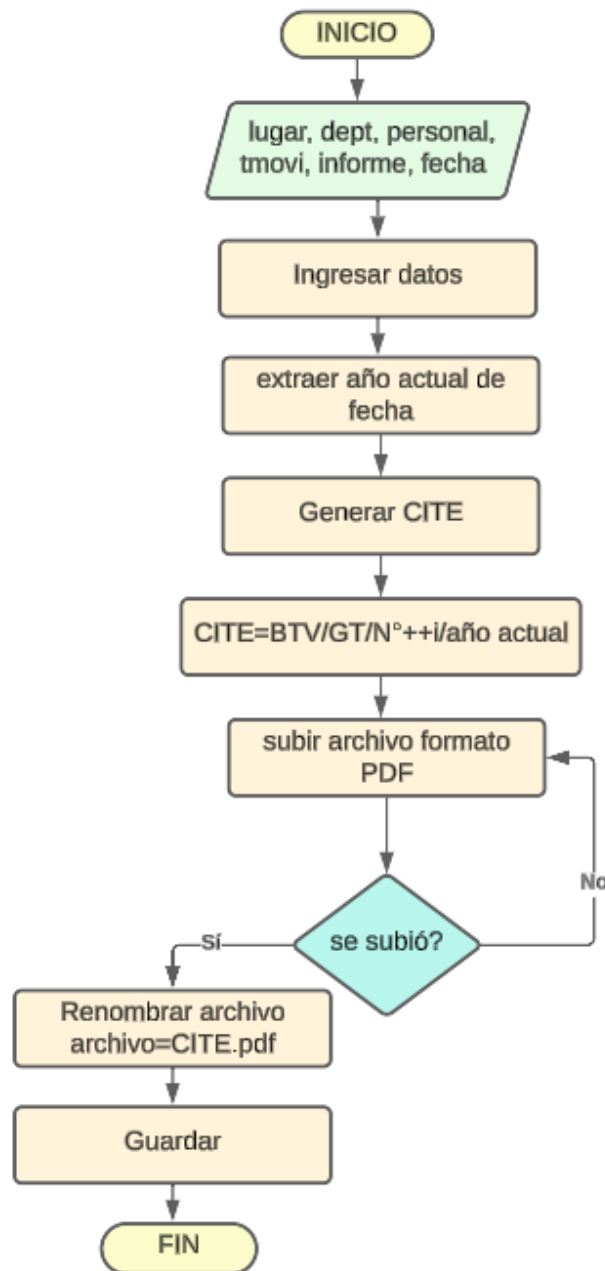 INICIO
lugar, dept, personal,
tmovi, informe, fecha
Ingresar datos
extraer año actual de
fecha
Generar CITE
CITE=BTV/GT/N°++i/año actual
subir archivo formato
PDF
No
se subió?
Sí
Renombrar archivo
archivo=CITE.pdf
Guardar
FIN